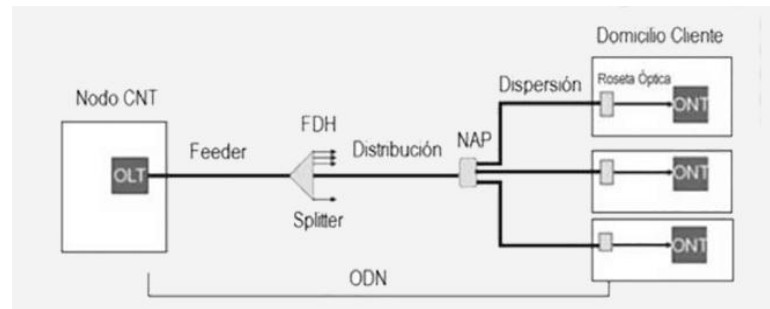 Domicilio Cliente
Nodo CNT
Dispersión
Roseta Óptica
ONT
FDH
NAP
Feeder
Distribución
OLT
ONT
Splitter
ONT
ODN